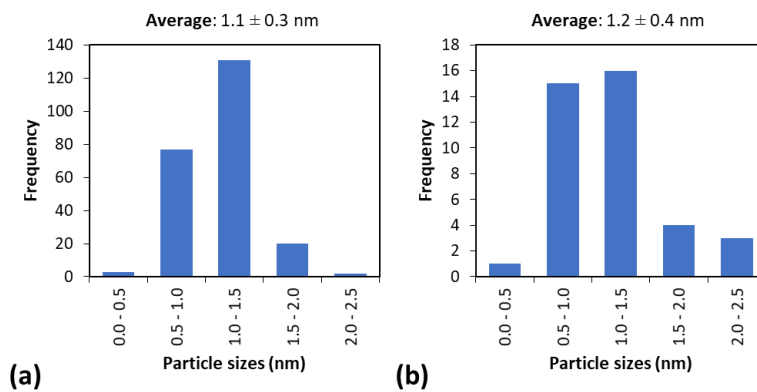 Average: 1.1 ± 0.3 nm
140
120
100
80
60
40
20
0
Frequency
0.0 - 0.5
0.5 - 1.0
1.0 - 1.5
1.5 - 2.0
2.0 - 2.5
Particle sizes (nm)
(a)
Average: 1.2 ± 0.4 nm
18
16
14
12
10
8
6
4
2
0
Frequency
0.0 - 0.5
0.5 - 1.0
1.0 - 1.5
1.5 - 2.0
2.0 - 2.5
Particle sizes (nm)
(b)